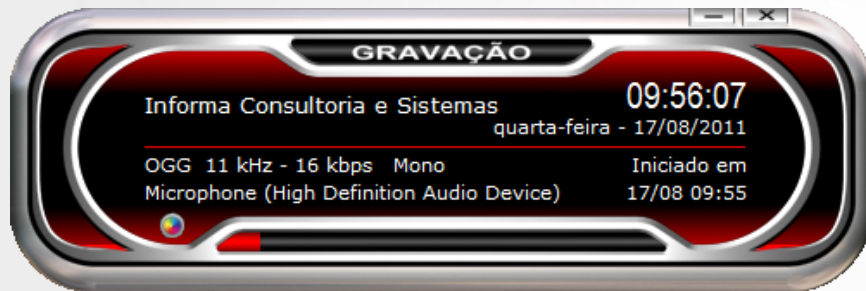 GRAVAÇÃO
Informa Consultoria e Sistemas
09:56:07
quarta-feira - 17/08/2011
OGG 11 kHz - 16 kbps Mono
Iniciado em
Microphone (High Definition Audio Device)
17/08 09:55